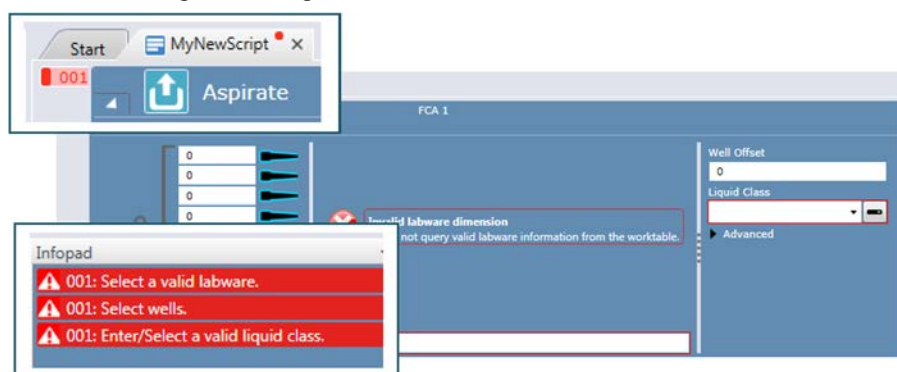 Start
MyNewScript
001
Aspirate
FCA 1
0
0
0
0
Invalid labware dimension
not query valid labware information from the worktable.
Well Offset
0
Liquid Class
Advanced
Infopad
001: Select a valid labware.
001: Select wells.
001: Enter/Select a valid liquid class.